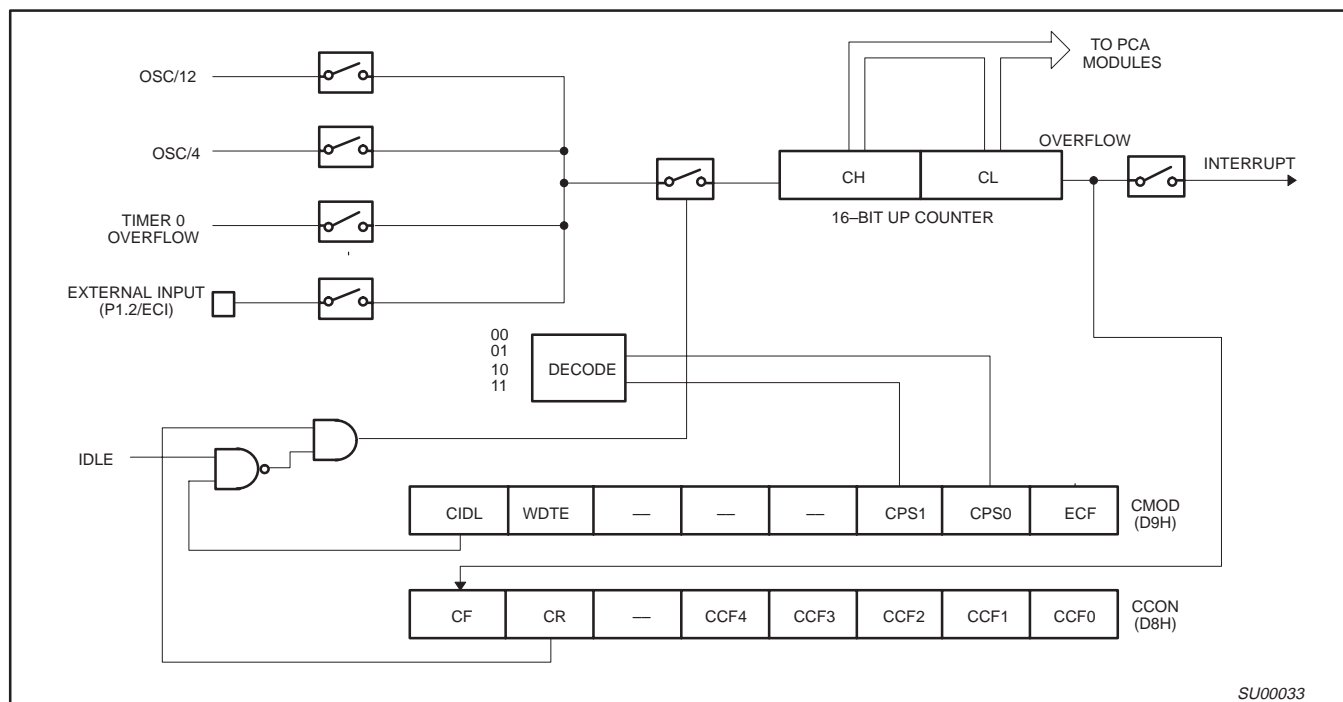 OSC/12
OSC/4
TIMER 0
OVERFLOW
EXTERNAL INPUT
(P1.2/ECI)
TO PCA
MODULES
OVERFLOW
INTERRUPT
CH
CL
16–BIT UP COUNTER
00
01
10
11
DECODE
IDLE
CIDL WDTE –– –– –– CPS1 CPS0 ECF
CMOD
(D9H)
CF CR –– CCF4 CCF3 CCF2 CCF1 CCF0
CCON
(D8H)
SU00033